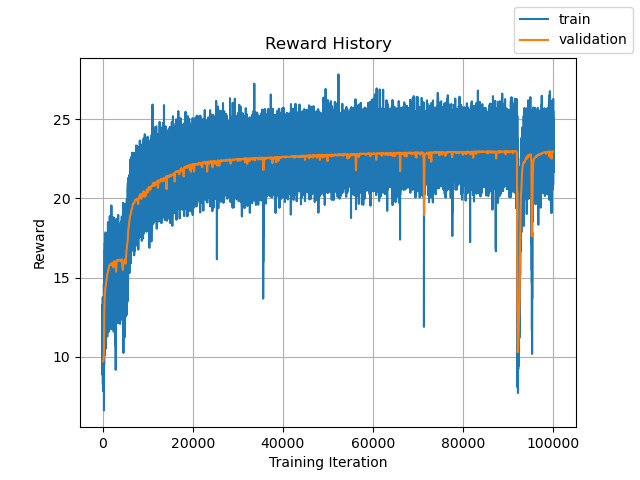 train
validation
Reward History
25
20
15
10
Reward
0 20000 40000 60000 80000 100000
Training Iteration